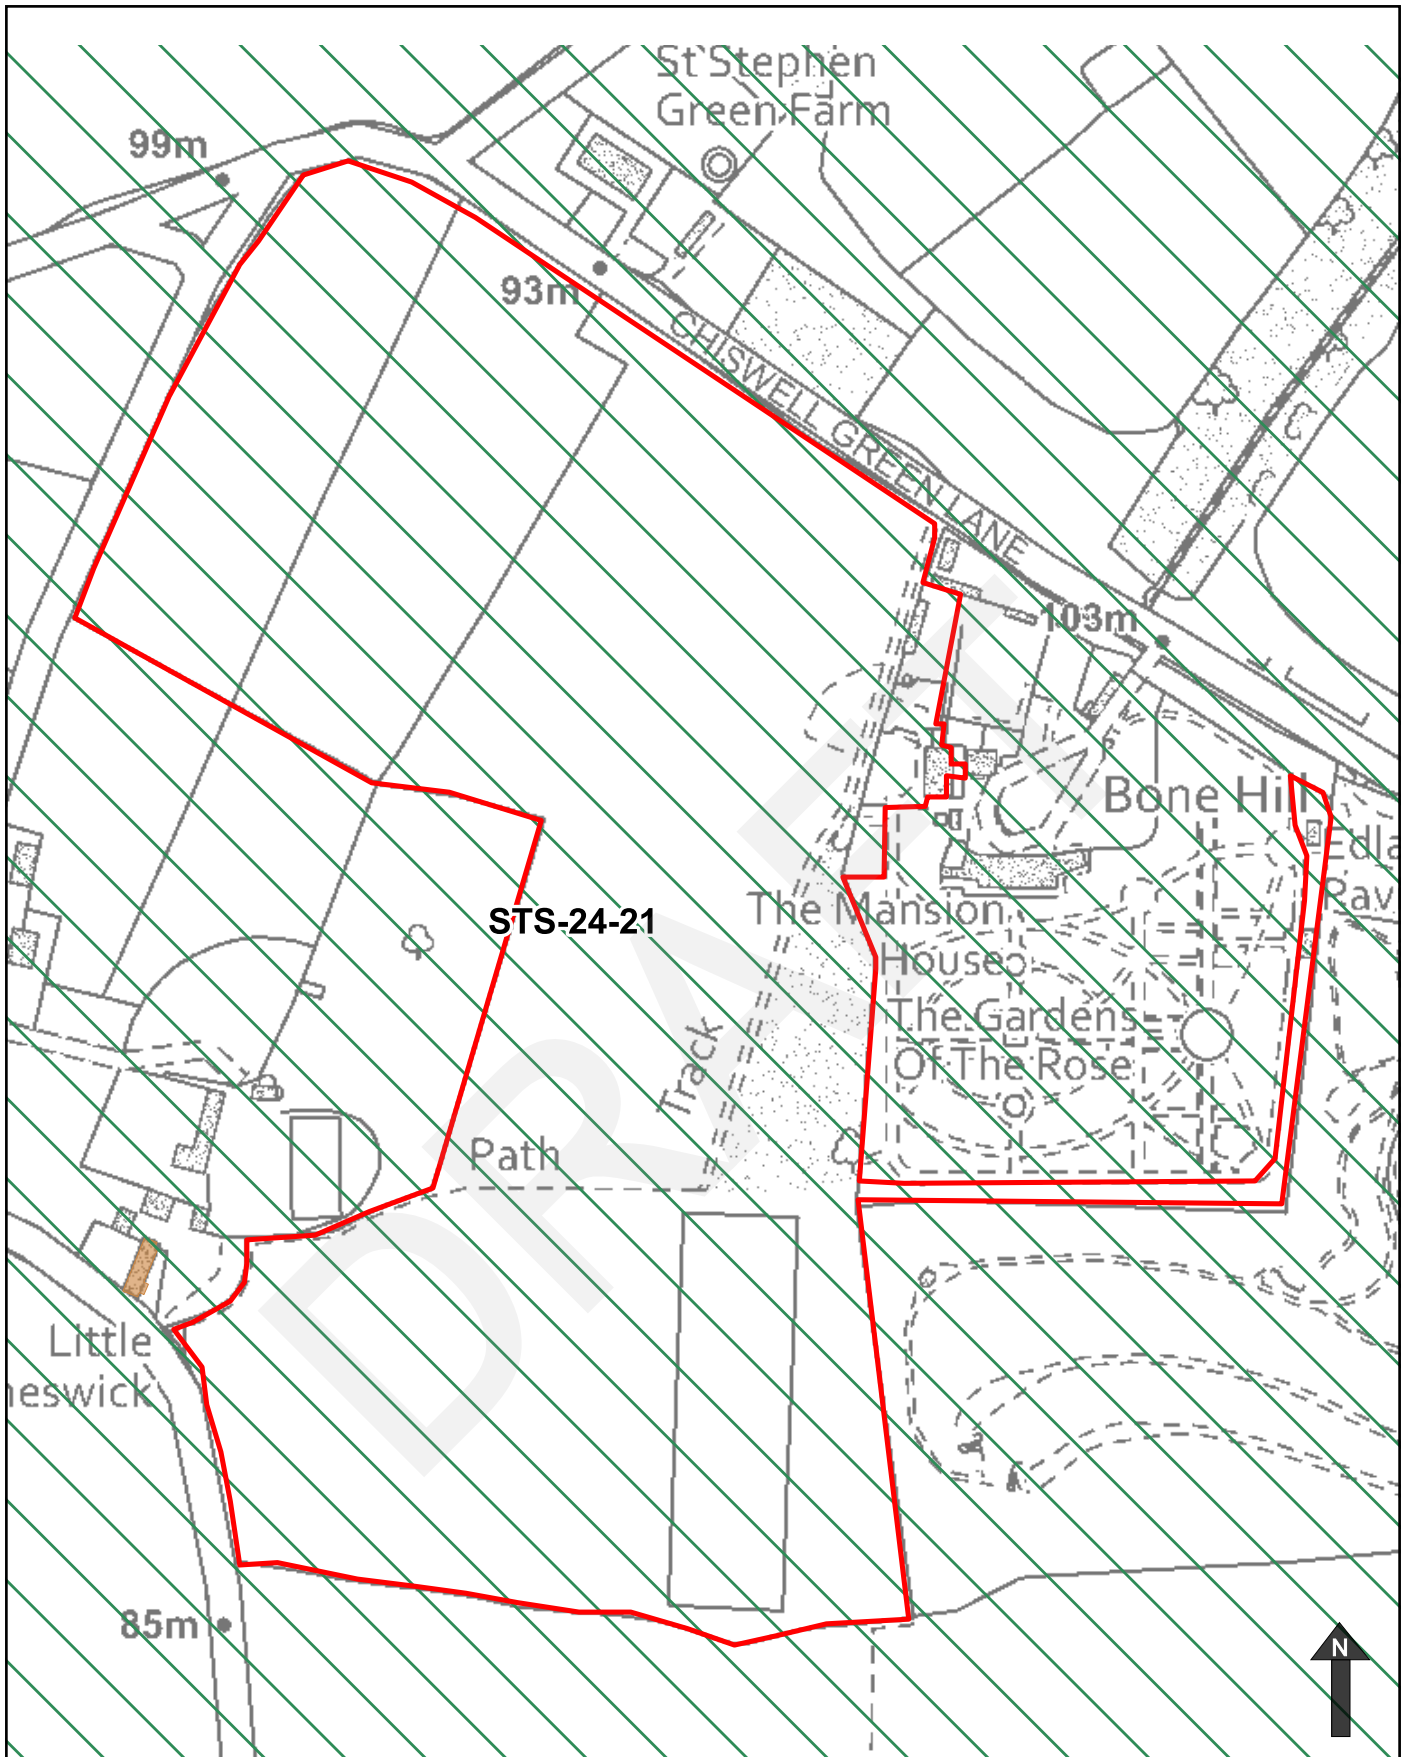 St Stephen
Green Farm
99m
93m
CHISWELL GREEN LANE
103m
Bone Hill
STS-24-21
The Mansion
House
The Gardens
Of The Rose
Track
Path
Little
85m
N
DRAFT